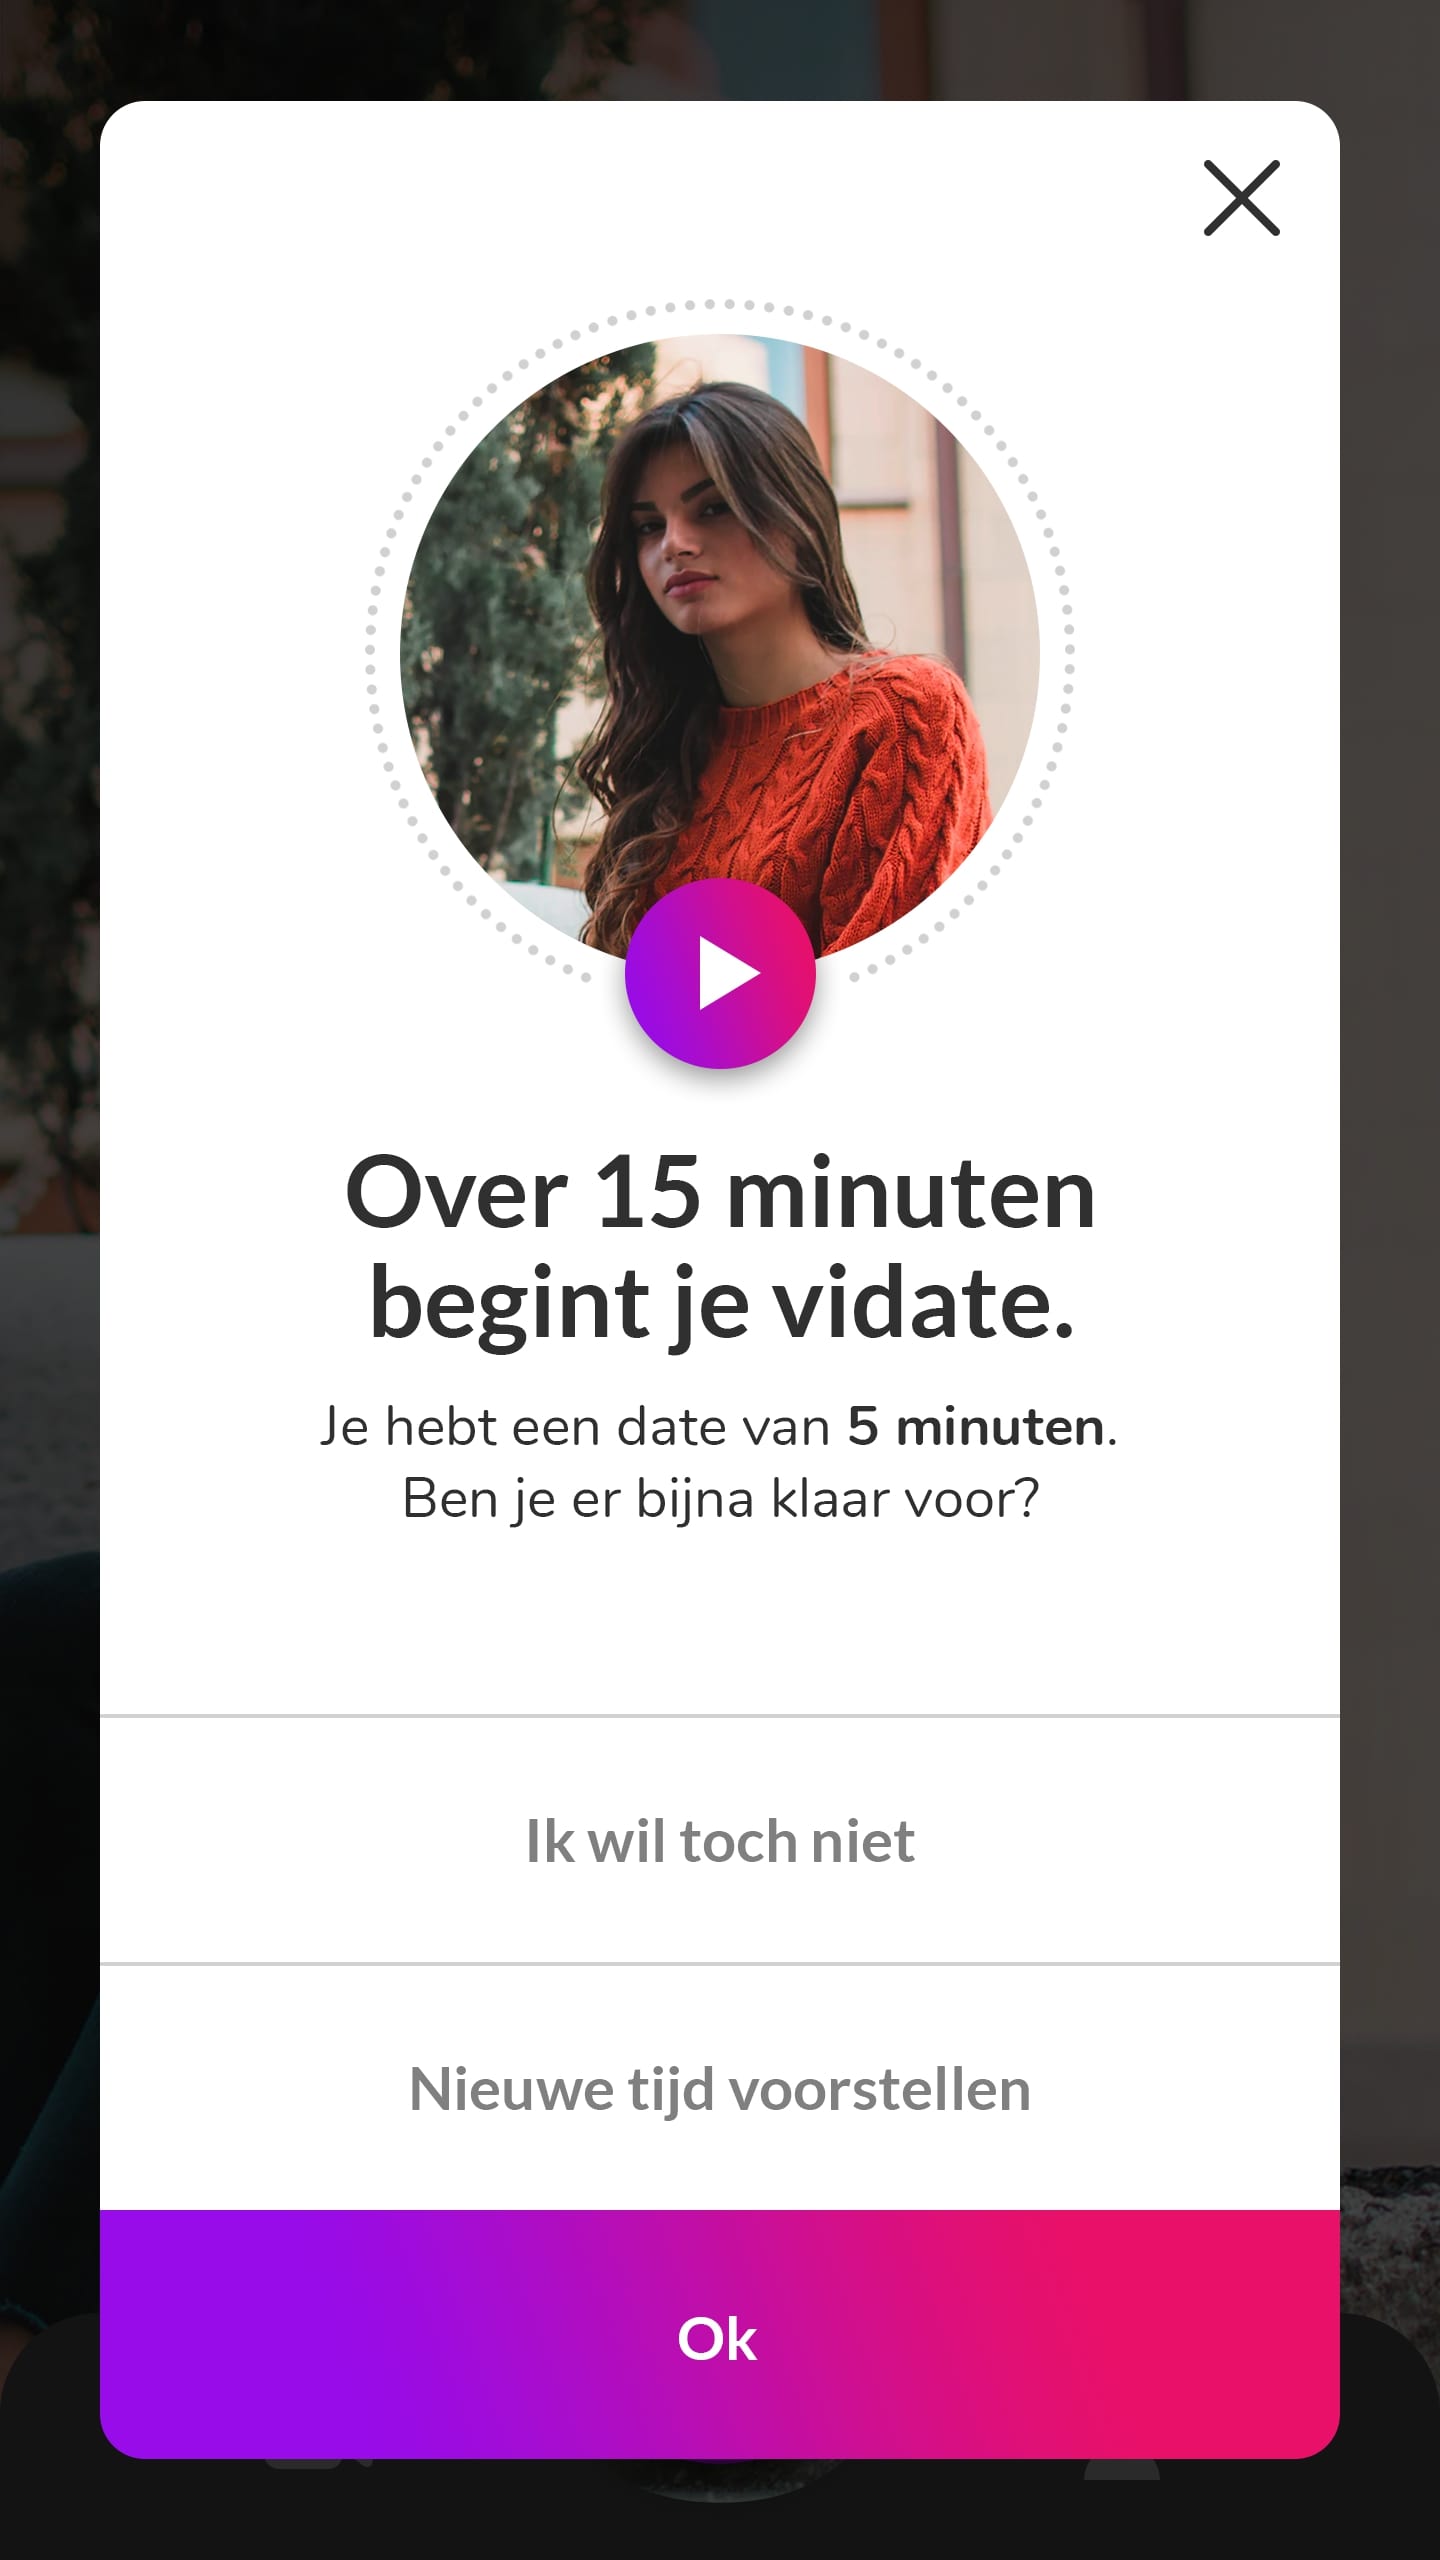 Over 15 minuten
begint je vidate.
Je hebt een date van 5 minuten.
Ben je er bijna klaar voor?
Ik wil toch niet
Nieuwe tijd voorstellen
Ok